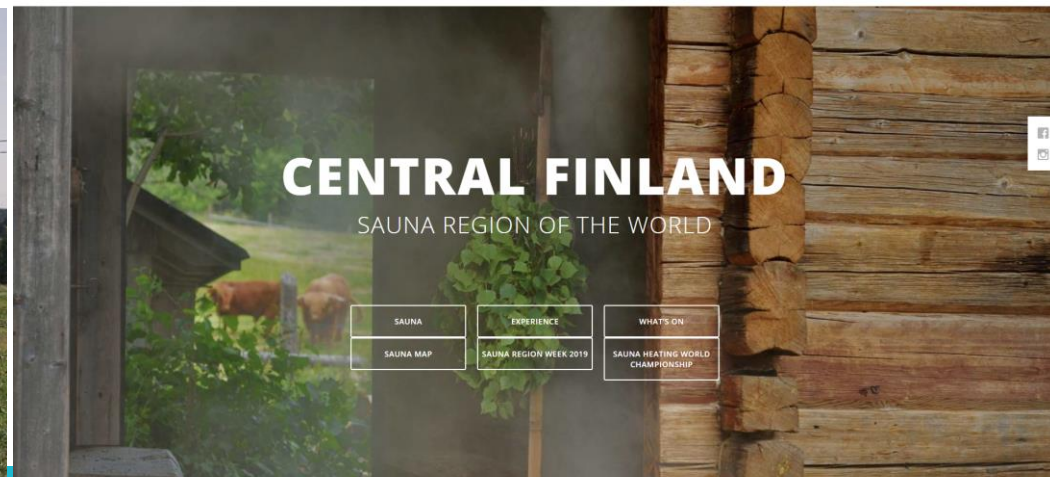 CENTRAL FINLAND
SAUNA REGION OF THE WORLD
SAUNA
EXPERIENCE
WHAT'S ON
SAUNA MAP
SAUNA REGION WEEK 2019
SAUNA HEATING WORLD
CHAMPIONSHIP